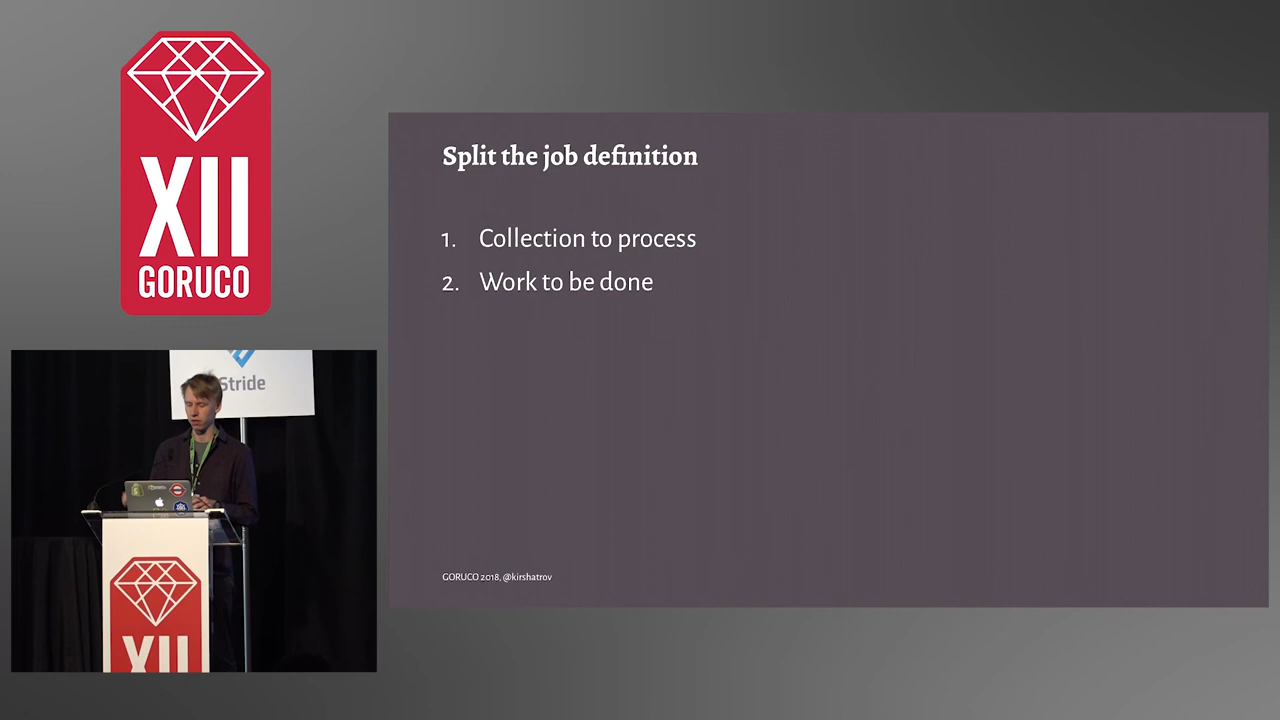 XII
GORUCO
Split the job definition
1. Collection to process
2. Work to be done
GORUCO 2018, @kirshatrov
Stride
XII